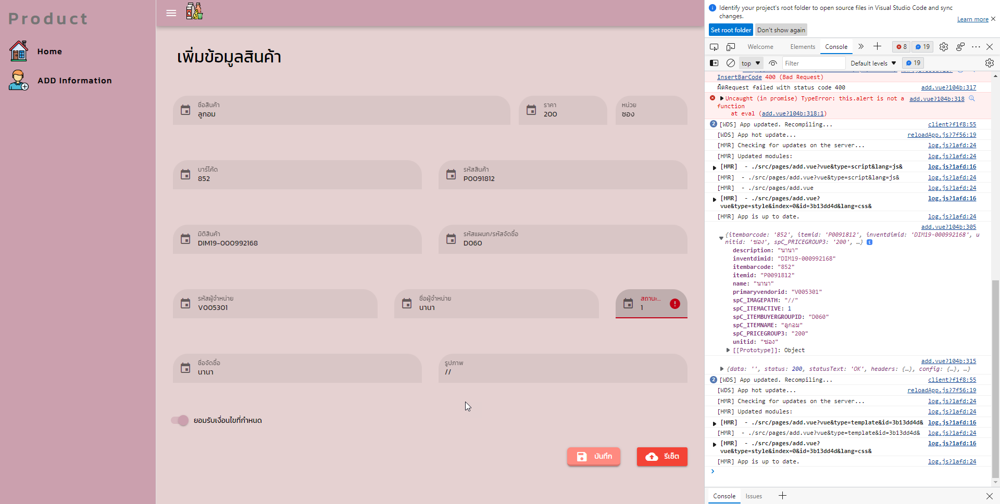 Product
Home
ADD Information
เพิ่มข้อมูลสินค้า
ชื่อสินค้า
ลูกอม
ราคา
200
หน่วย
ซอง
บาร์โค้ด
852
รหัสสินค้า
P0091812
มิติสินค้า
DIM19-000992168
รหัสแผนก/รหัสจัดซื้อ
D060
รหัสผู้จำหน่าย
V005301
ชื่อผู้จำหน่าย
นานา
สถานะ...
1
ชื่อจัดซื้อ
นานา
รูปภาพ
//
ยอมรับเงื่อนไขที่กำหนด
บันทึก
รีเซ็ต
Identify your project's root folder to open source files in Visual Studio Code and sync
changes.
Learn more
Set root folder Don't show again
Welcome Elements Console 8 19
top Filter Default levels 19
InsertBarCode 400 (Bad Request)
ผิดRequest failed with status code 400 add.vue?104b:317
Uncaught (in promise) TypeError: this.alert is not a add.vue?104b:318
function
at eval (add.vue?104b:318:1)
2 [WDS] App updated. Recompiling... client?f1f8:55
[WDS] App hot update... reloadApp.js?7f56:19
[HMR] Checking for updates on the server... log.js?1afd:24
[HMR] Updated modules: log.js?1afd:24
[HMR] - ./src/pages/add.vue?vue&type=script&lang=js& log.js?1afd:16
[HMR] - ./src/pages/add.vue?vue&type=script&lang=js& log.js?1afd:24
[HMR] - ./src/pages/add.vue log.js?1afd:24
[HMR] - ./src/pages/add.vue? log.js?1afd:16
vue&type=style&index=0&id=3b13dd4d&lang=css&
[HMR] App is up to date. log.js?1afd:24
add.vue?104b:305
{itembarcode: '852', itemid: 'P0091812', inventdimid: 'DIM19-000992168', u
nitid: 'ซอง', spC_PRICEGROUP3: '200', …}
description: "นานา"
inventdimid: "DIM19-000992168"
itembarcode: "852"
itemid: "P0091812"
name: "นานา"
primaryvendorid: "V005301"
spC_IMAGEPATH: "//"
spC_ITEMACTIVE: 1
spC_ITEMBUYERGROUPID: "D060"
spC_ITEMNAME: "ลูกอม"
spC_PRICEGROUP3: "200"
unitid: "ซอง"
[[Prototype]]: Object
add.vue?104b:315
{data: '', status: 200, statusText: 'OK', headers: {…}, config: {…}, …}
2 [WDS] App updated. Recompiling... client?f1f8:55
[WDS] App hot update... reloadApp.js?7f56:19
[HMR] Checking for updates on the server... log.js?1afd:24
[HMR] Updated modules: log.js?1afd:24
[HMR] - ./src/pages/add.vue?vue&type=template&id=3b13dd4d& log.js?1afd:16
[HMR] - ./src/pages/add.vue?vue&type=template&id=3b13dd4d& log.js?1afd:24
[HMR] - ./src/pages/add.vue? log.js?1afd:16
vue&type=style&index=0&id=3b13dd4d&lang=css&
[HMR] App is up to date. log.js?1afd:24
Console Issues